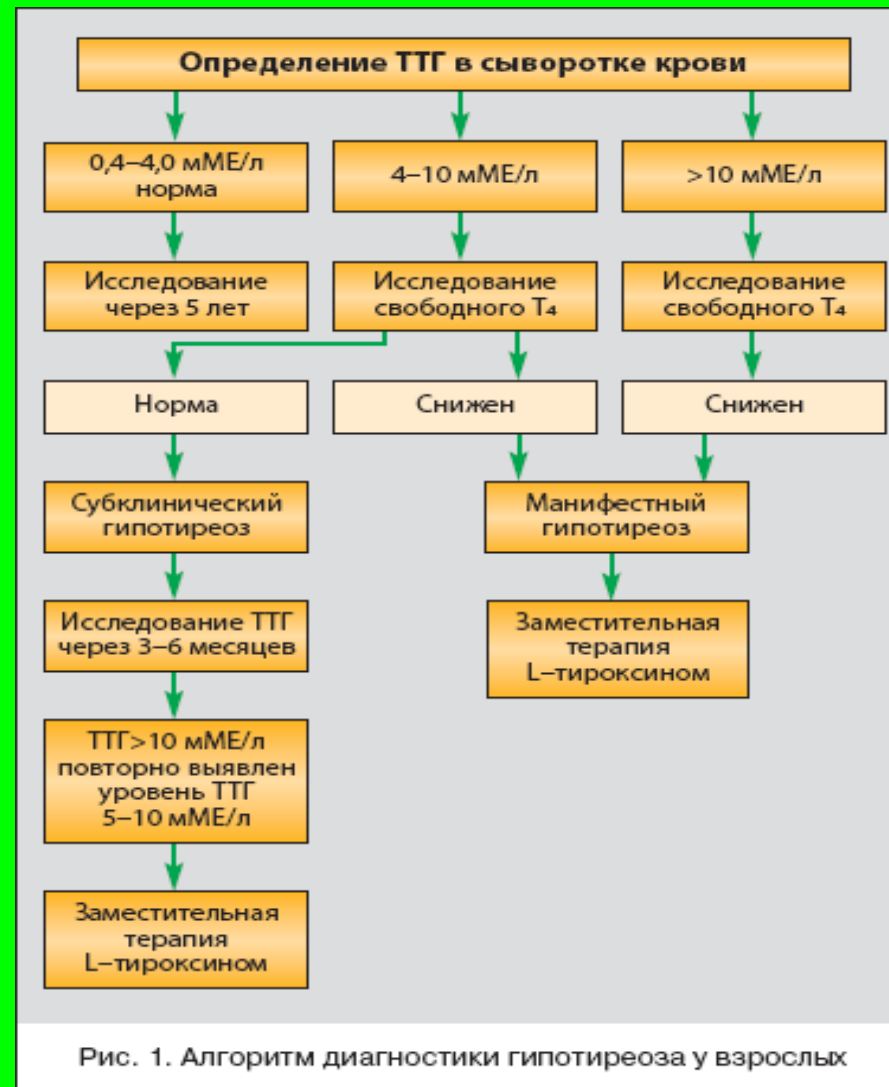 Определение ТТГ в сыворотке крови
0,4–4,0 мМЕ/л
норма
4–10 мМЕ/л
>10 мМЕ/л
Исследование
через 5 лет
Исследование
свободного Т₄
Исследование
свободного Т₄
Норма
Снижен
Снижен
Субклинический
гипотиреоз
Манифестный
гипотиреоз
Исследование ТТГ
через 3–6 месяцев
Заместительная
терапия
L–тироксином
ТТГ>10 мМЕ/л
повторно выявлен
уровень ТТГ
5–10 мМЕ/л
Заместительная
терапия
L–тироксином
Рис. 1. Алгоритм диагностики гипотиреоза у взрослых